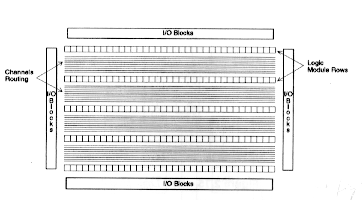 I/O Blocks
Logic
Module Rows
Channels
Routing
I/O
Blocks
I/O
Blocks
I/O Blocks